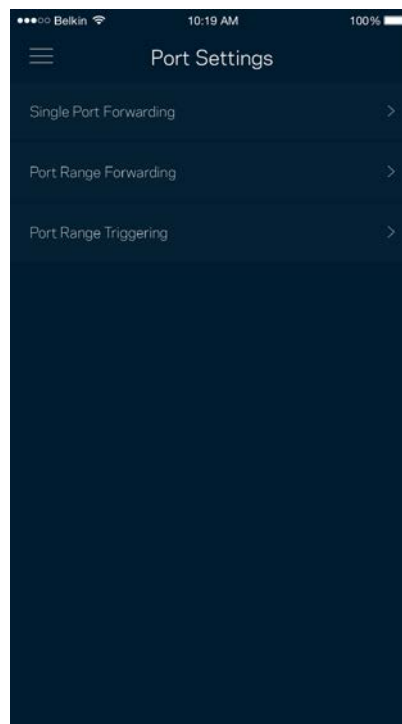 Belkin 10:19 AM 100%
Port Settings
Single Port Forwarding
Port Range Forwarding
Port Range Triggering